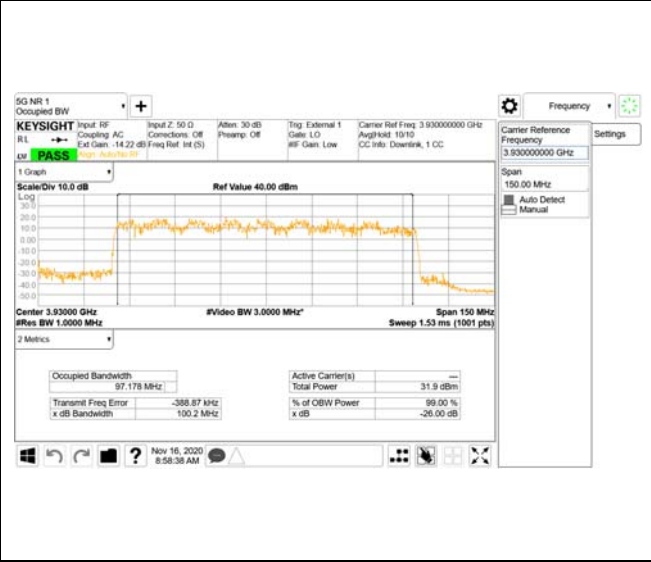 5G NR 1
Occupied BW
Frequency
KEYSIGHT
Input: RF
Input Z: 50 Ω
Atten: 30 dB
Trig: External 1
Carrier Ref Freq: 3.930000000 GHz
R L
Coupling: AC
Corrections: Off
Preamp: Off
Gate: LO
Avg|Hold: 10/10
Ext Gain: -14.22 dB
Freq Ref: Int (S)
#IF Gain: Low
CC Info: Downlink, 1 CC
PASS
Align: Auto/No RF
Carrier Reference
Frequency
3.930000000 GHz
Settings
Span
150.00 MHz
Auto Detect
Manual
1 Graph
Scale/Div 10.0 dB
Ref Value 40.00 dBm
Log
30.0
20.0
10.0
0.00
-10.0
-20.0
-30.0
-40.0
-50.0
Center 3.93000 GHz
#Video BW 3.0000 MHz*
Span 150 MHz
#Res BW 1.0000 MHz
Sweep 1.53 ms (1001 pts)
2 Metrics
Occupied Bandwidth
97.178 MHz
Active Carrier(s)
---
Total Power
31.9 dBm
Transmit Freq Error
-388.87 kHz
% of OBW Power
99.00 %
x dB Bandwidth
100.2 MHz
x dB
-26.00 dB
?
Nov 16, 2020
8:58:38 AM